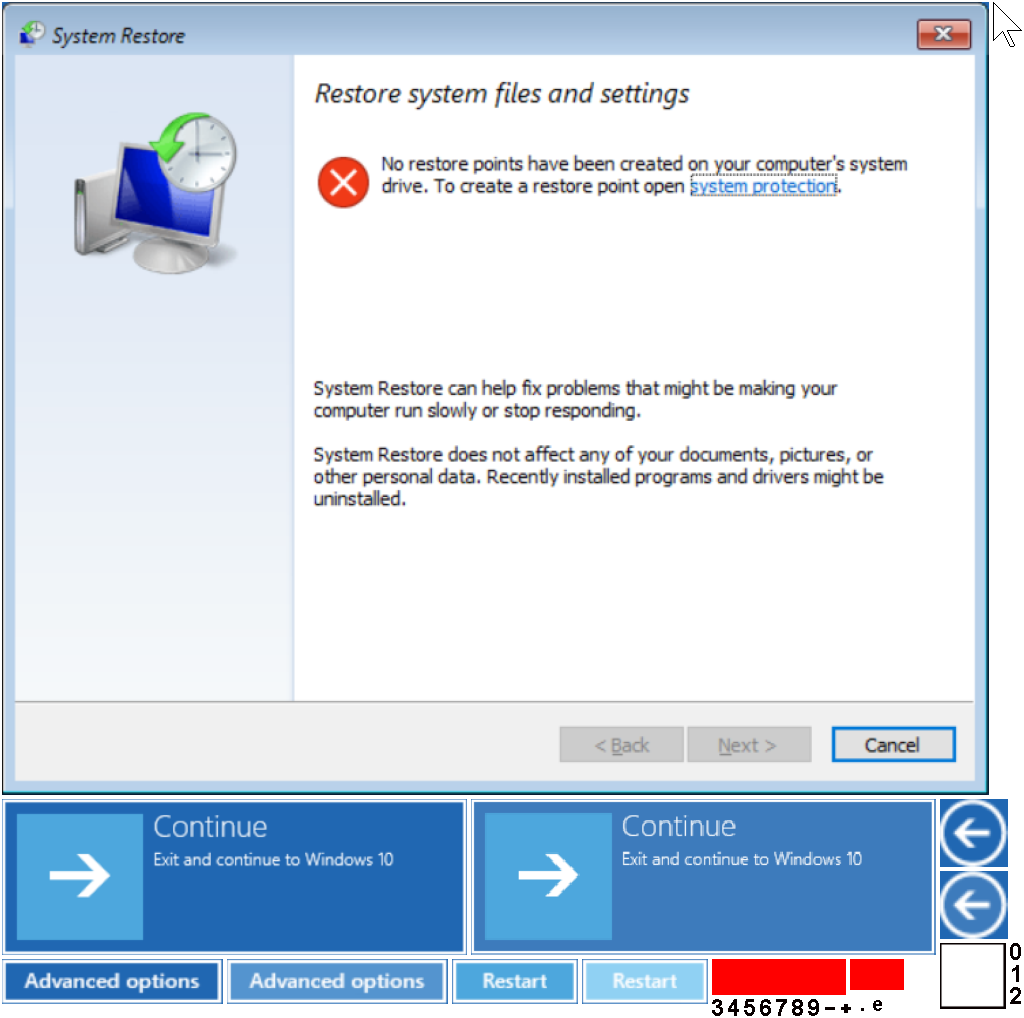 System Restore
Restore system files and settings
No restore points have been created on your computer's system
drive. To create a restore point open system protection.
System Restore can help fix problems that might be making your
computer run slowly or stop responding.
System Restore does not affect any of your documents, pictures, or
other personal data. Recently installed programs and drivers might be
uninstalled.
< Back
Next >
Cancel
Continue
Exit and continue to Windows 10
Continue
Exit and continue to Windows 10
Advanced options
Advanced options
Restart
Restart
0
1
2
3456789-+.e